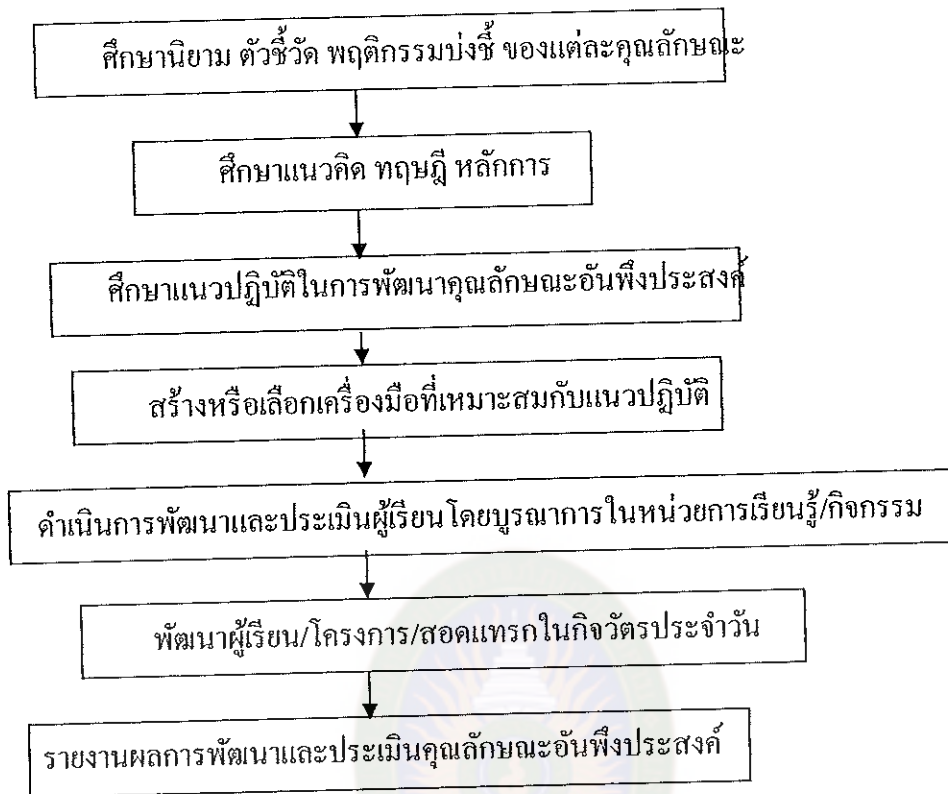 ศึกษานิยาม ตัวชี้วัด พฤติกรรมบ่งชี้ ของแต่ละคุณลักษณะ
ศึกษาแนวคิด ทฤษฎี หลักการ
ศึกษาแนวปฏิบัติในการพัฒนาคุณลักษณะอันพึงประสงค์
สร้างหรือเลือกเครื่องมือที่เหมาะสมกับแนวปฏิบัติ
ดำเนินการพัฒนาและประเมินผู้เรียนโดยบูรณาการในหน่วยการเรียนรู้/กิจกรรม
พัฒนาผู้เรียน/โครงการ/สอดแทรกในกิจวัตรประจำวัน
รายงานผลการพัฒนาและประเมินคุณลักษณะอันพึงประสงค์